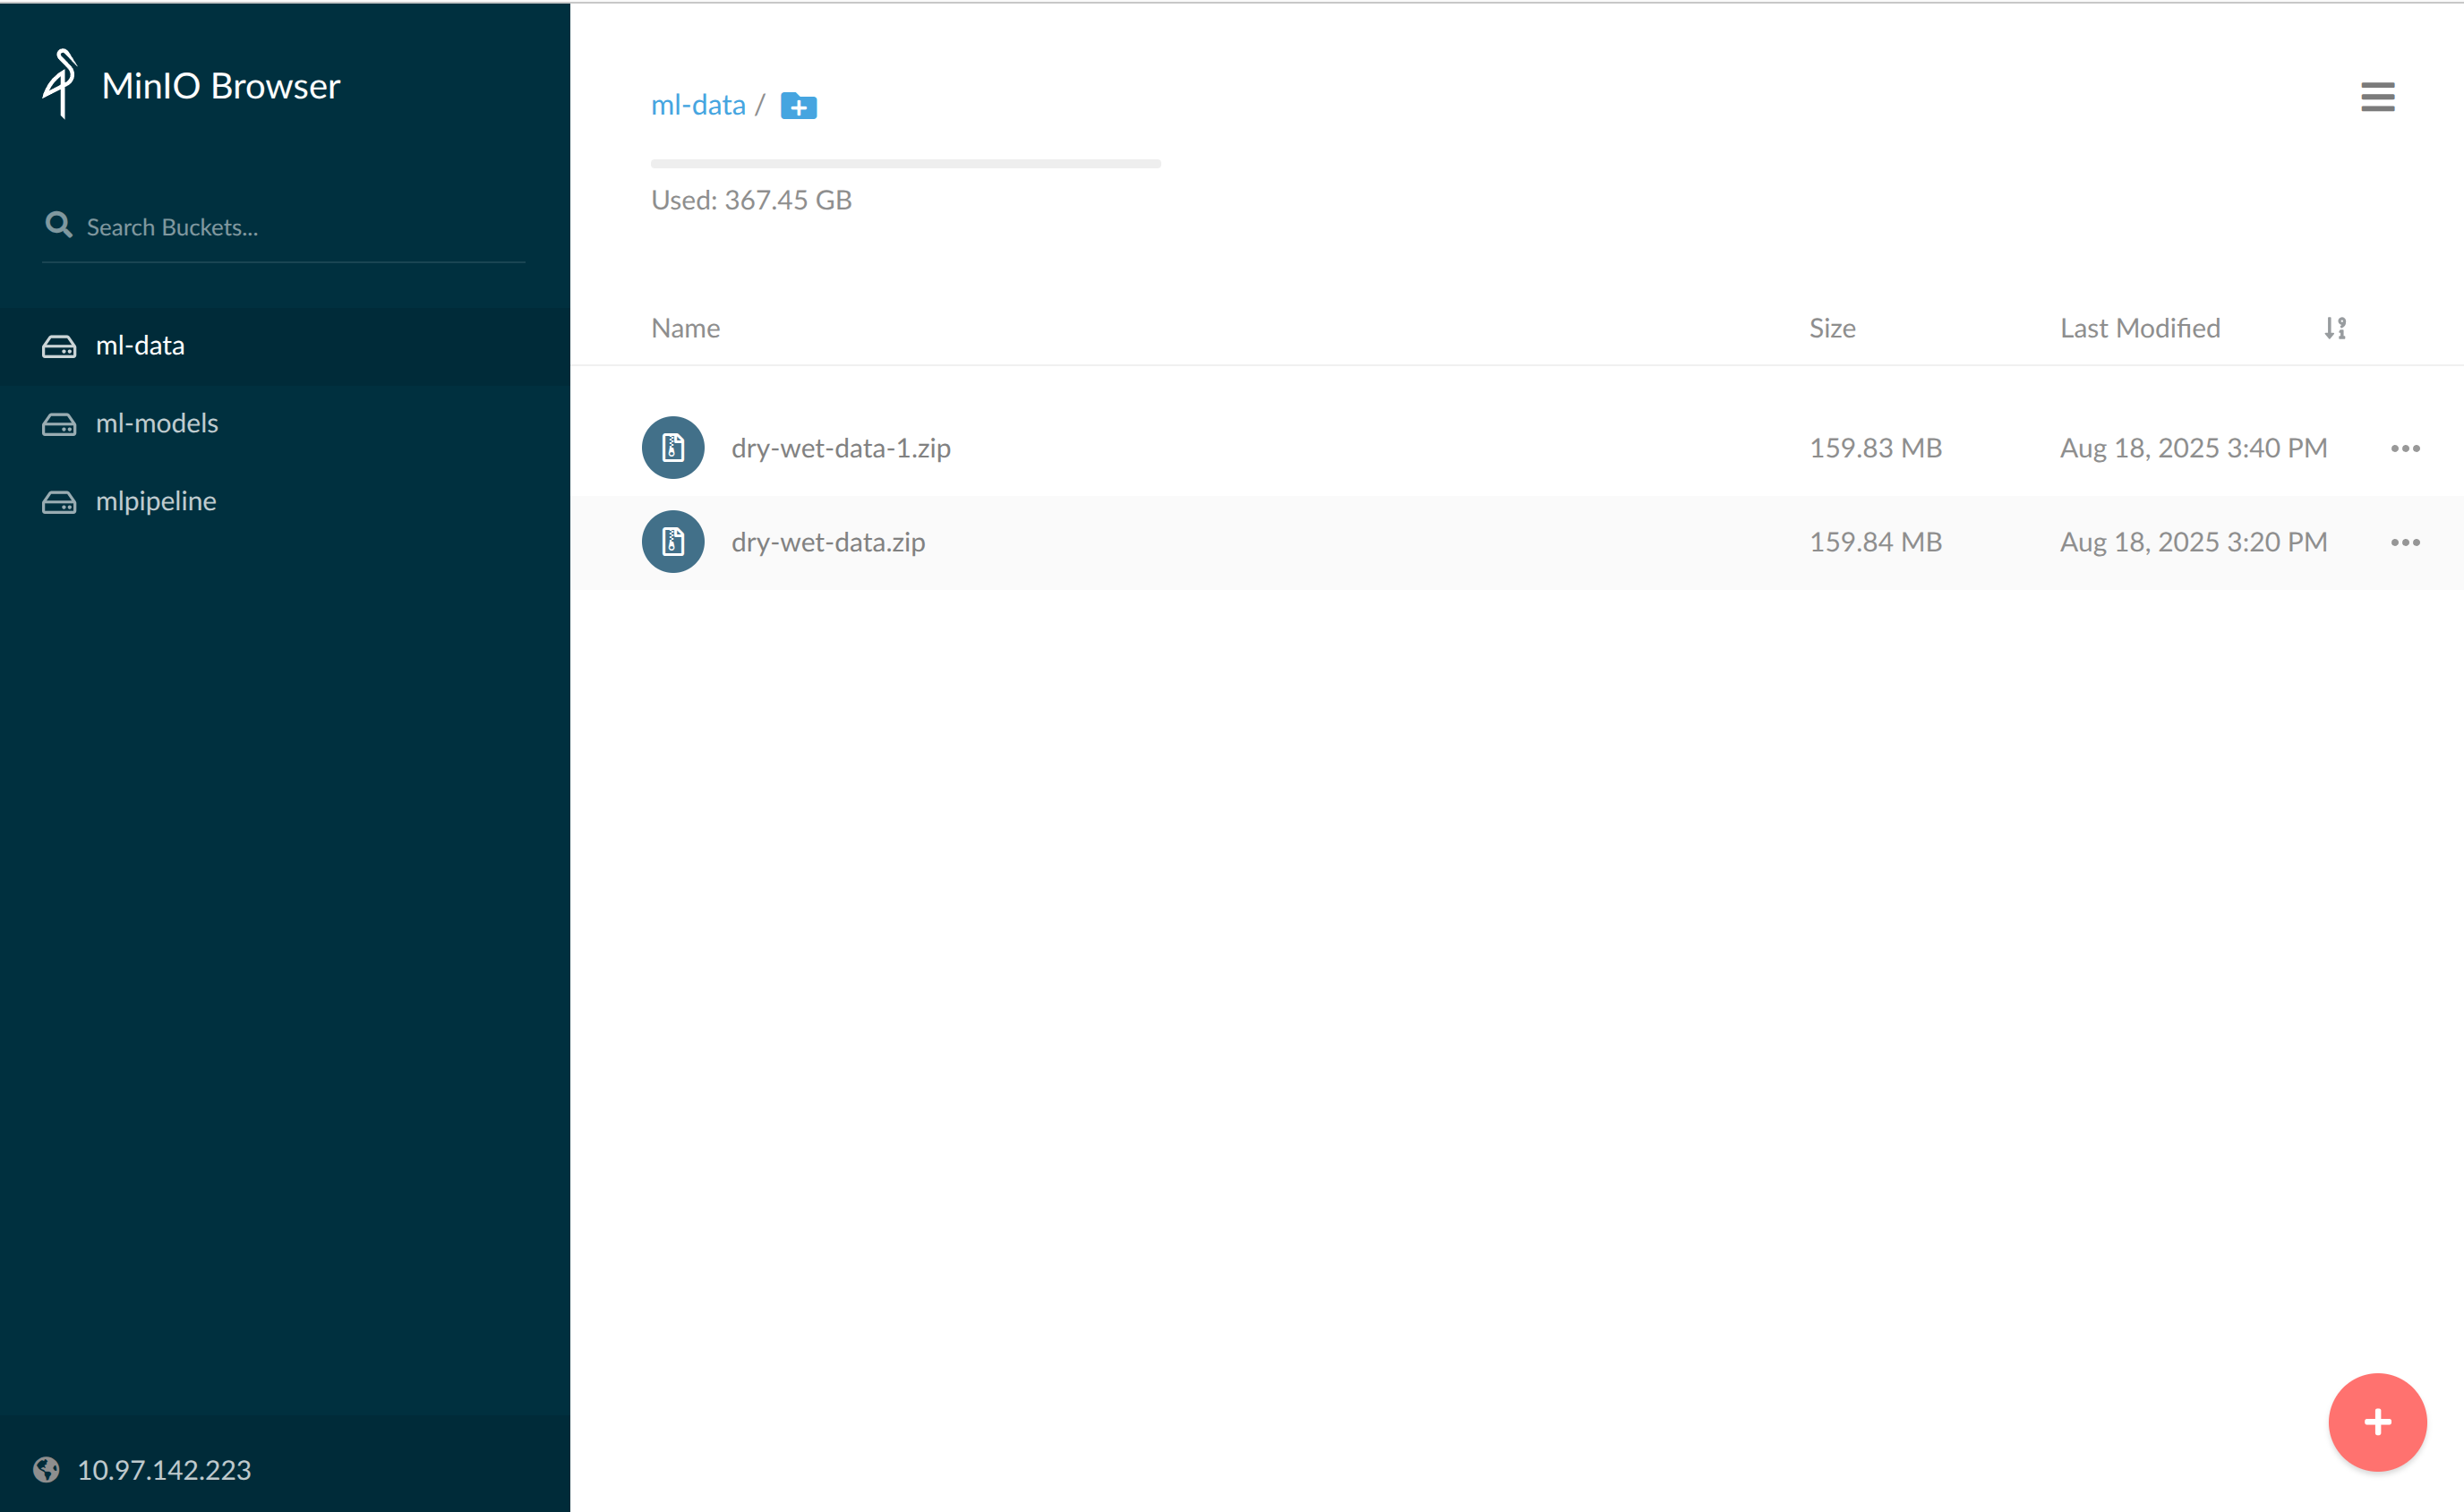 MinIO Browser
Search Buckets...
ml-data
ml-models
mlpipeline
10.97.142.223
ml-data /
Used: 367.45 GB
Name Size Last Modified
dry-wet-data-1.zip 159.83 MB Aug 18, 2025 3:40 PM
dry-wet-data.zip 159.84 MB Aug 18, 2025 3:20 PM